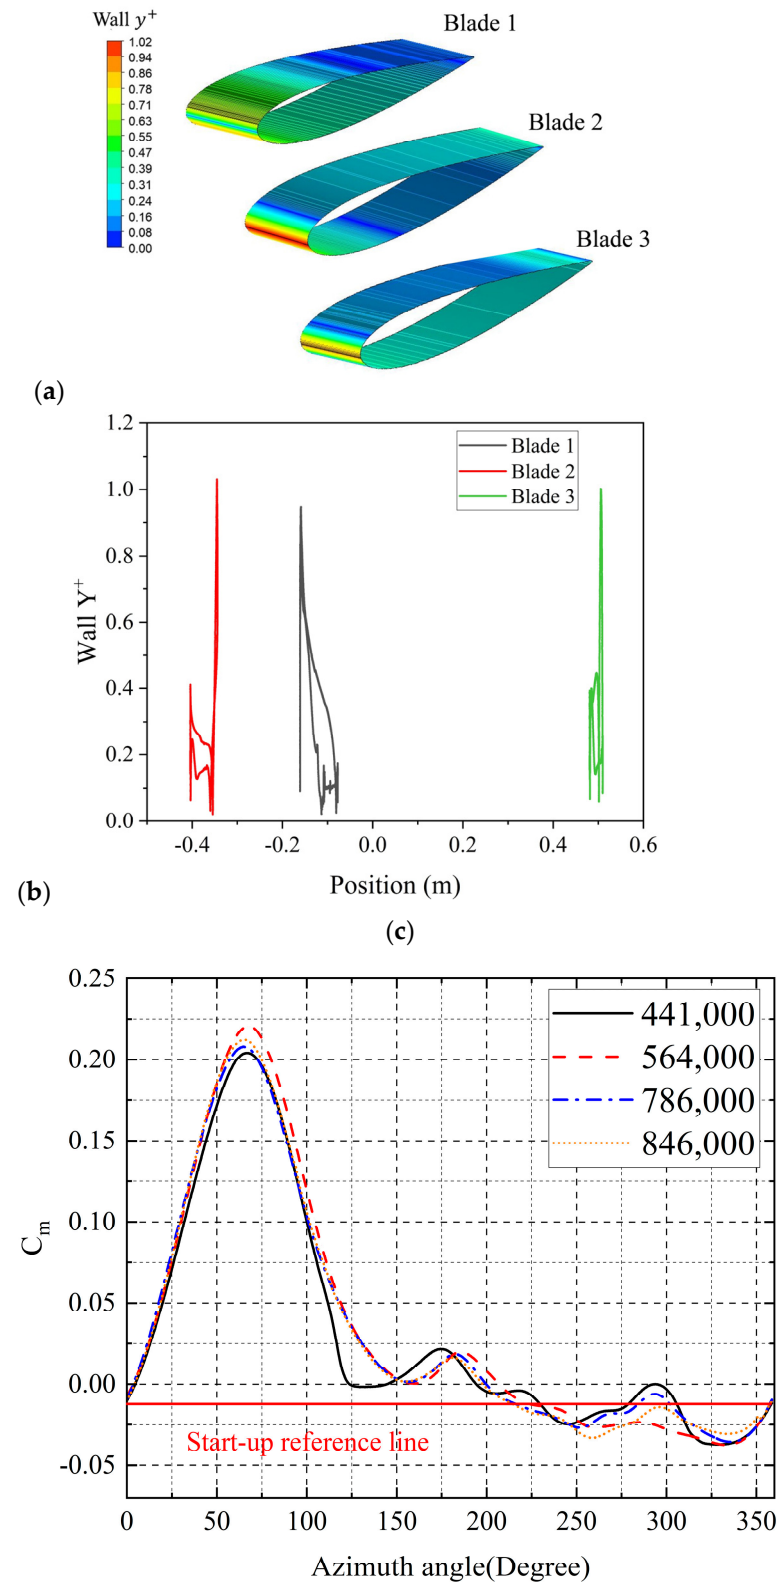 Wall y⁺
Blade 1
1.02
0.94
0.86
0.78
0.71
0.63
0.55
0.47
0.39
0.31
0.24
0.16
0.08
0.00
Blade 2
Blade 3
(a)
1.2
1.0
0.8
0.6
0.4
0.2
0.0
Wall Y⁺
Blade 1
Blade 2
Blade 3
-0.4 -0.2 0.0 0.2 0.4 0.6
Position (m)
(b)
(c)
0.25
0.20
0.15
0.10
0.05
0.00
-0.05
Cm
441,000
564,000
786,000
846,000
Start-up reference line
0 50 100 150 200 250 300 350
Azimuth angle(Degree)